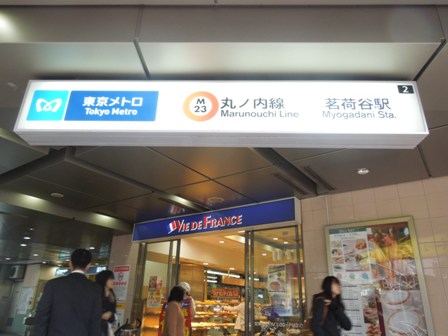 東京メトロ
Tokyo Metro
M
23
丸ノ内線
Marunouchi Line
茗荷谷駅
Myogadani Sta.
2
VIE DE FRANCE